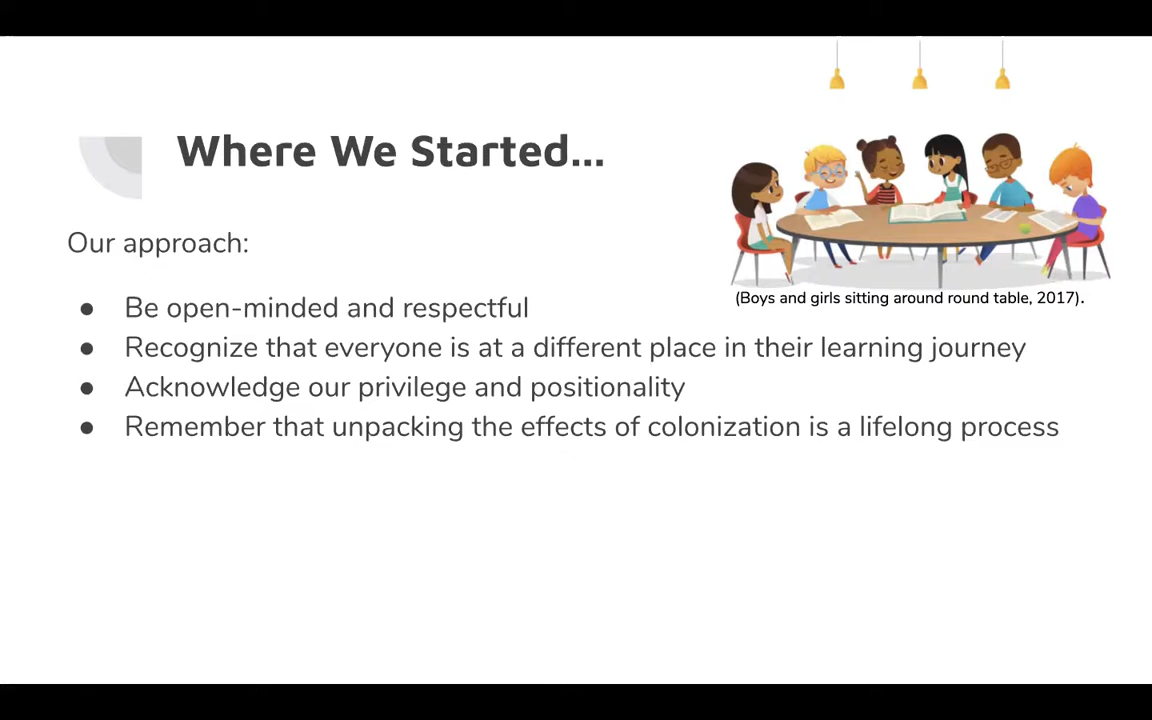 Where We Started...
(Boys and girls sitting around round table, 2017).
Our approach:
● Be open-minded and respectful
● Recognize that everyone is at a different place in their learning journey
● Acknowledge our privilege and positionality
● Remember that unpacking the effects of colonization is a lifelong process